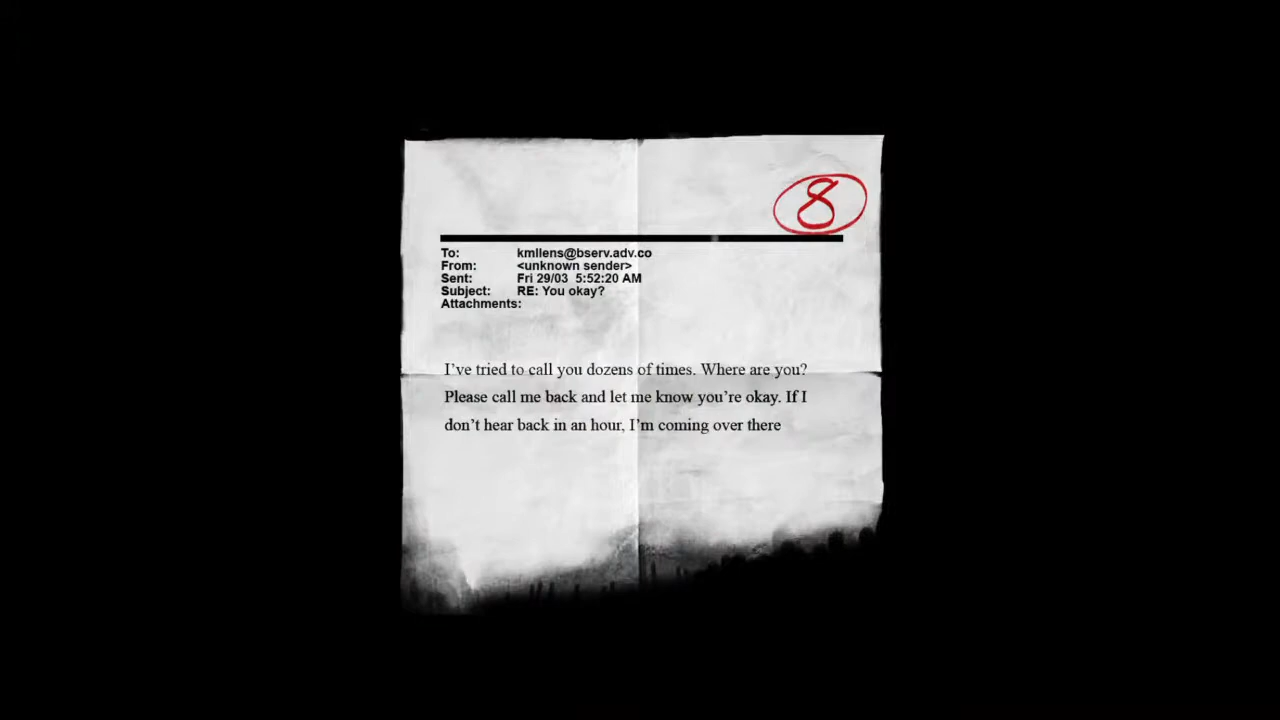 8
To: kmllens@bserv.adv.co
From: <unknown sender>
Sent: Fri 29/03 5:52:20 AM
Subject: RE: You okay?
Attachments:
I've tried to call you dozens of times. Where are you?
Please call me back and let me know you're okay. If I
don't hear back in an hour, I'm coming over there